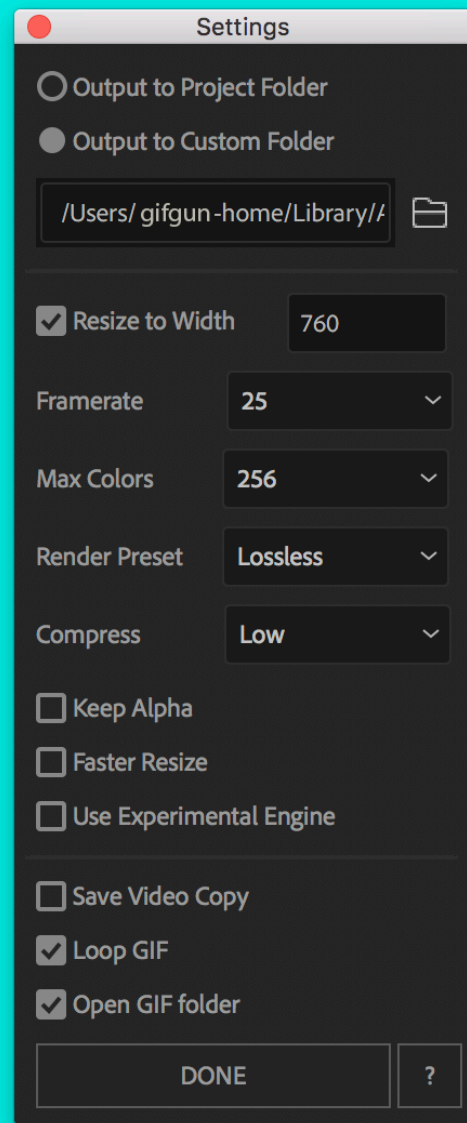 Settings
Output to Project Folder
Output to Custom Folder
/Users/ gifgun-home/Library/A
Resize to Width 760
Framerate 25
Max Colors 256
Render Preset Lossless
Compress Low
Keep Alpha
Faster Resize
Use Experimental Engine
Save Video Copy
Loop GIF
Open GIF folder
DONE ?